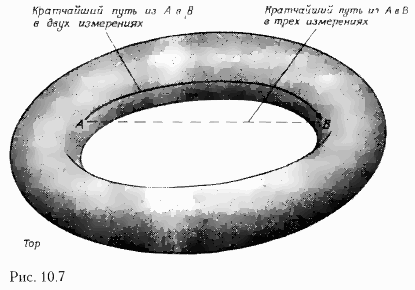 Кратчайший путь из А в В
в двух измерениях
Кратчайший путь из А в В
в трех измерениях
А
В
Тор
Рис. 10.7